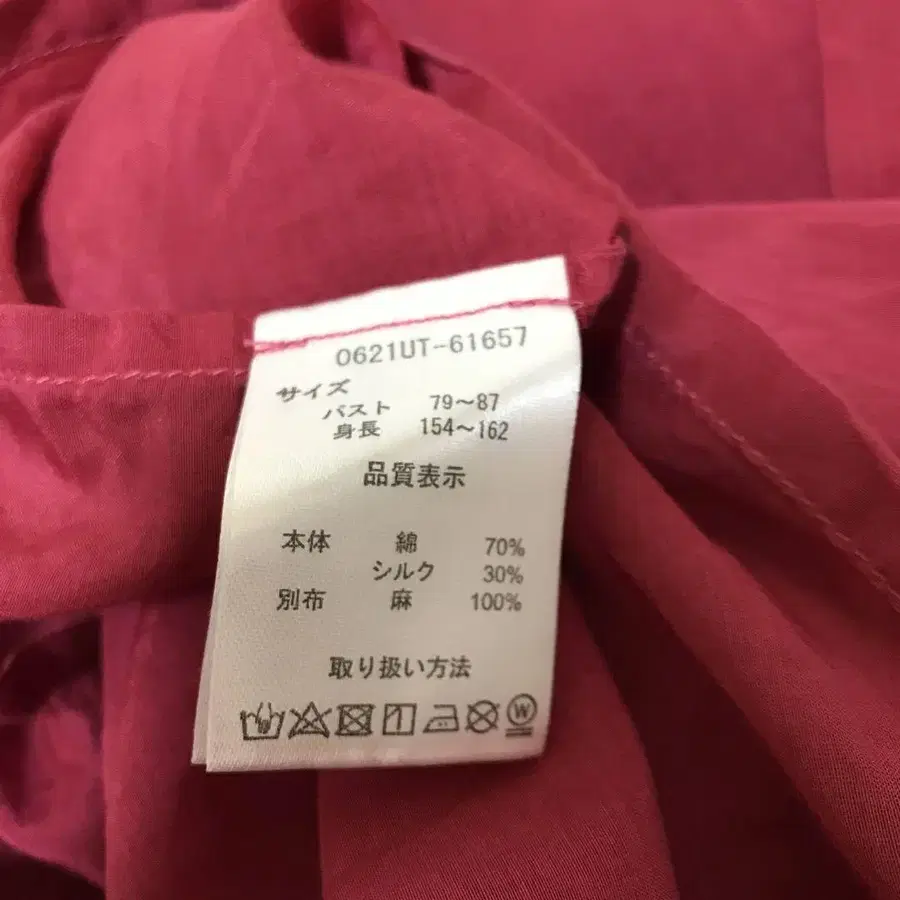 0621UT-61657
サイズ
バスト 79～87
身長 154～162
品質表示
本体 綿 70%
シルク 30%
別布 麻 100%
取り扱い方法
W